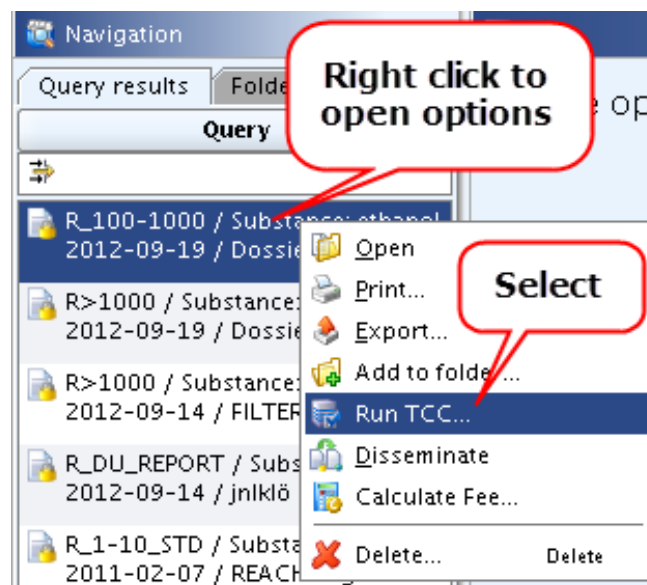 Navigation
Right click to
open options
Query results
Folde
op
Query
R_100-1000 / Substance: ethanol
2012-09-19 / Dossie
Open
Print...
Select
R>1000 / Substance:
2012-09-19 / Dossie
Export...
Add to folder...
R>1000 / Substance:
2012-09-14 / FILTER
Run TCC...
R_DU_REPORT / Subs
2012-09-14 / jnlklö
Disseminate
Calculate Fee...
R_1-10_STD / Substa
2011-02-07 / REACH
Delete... Delete